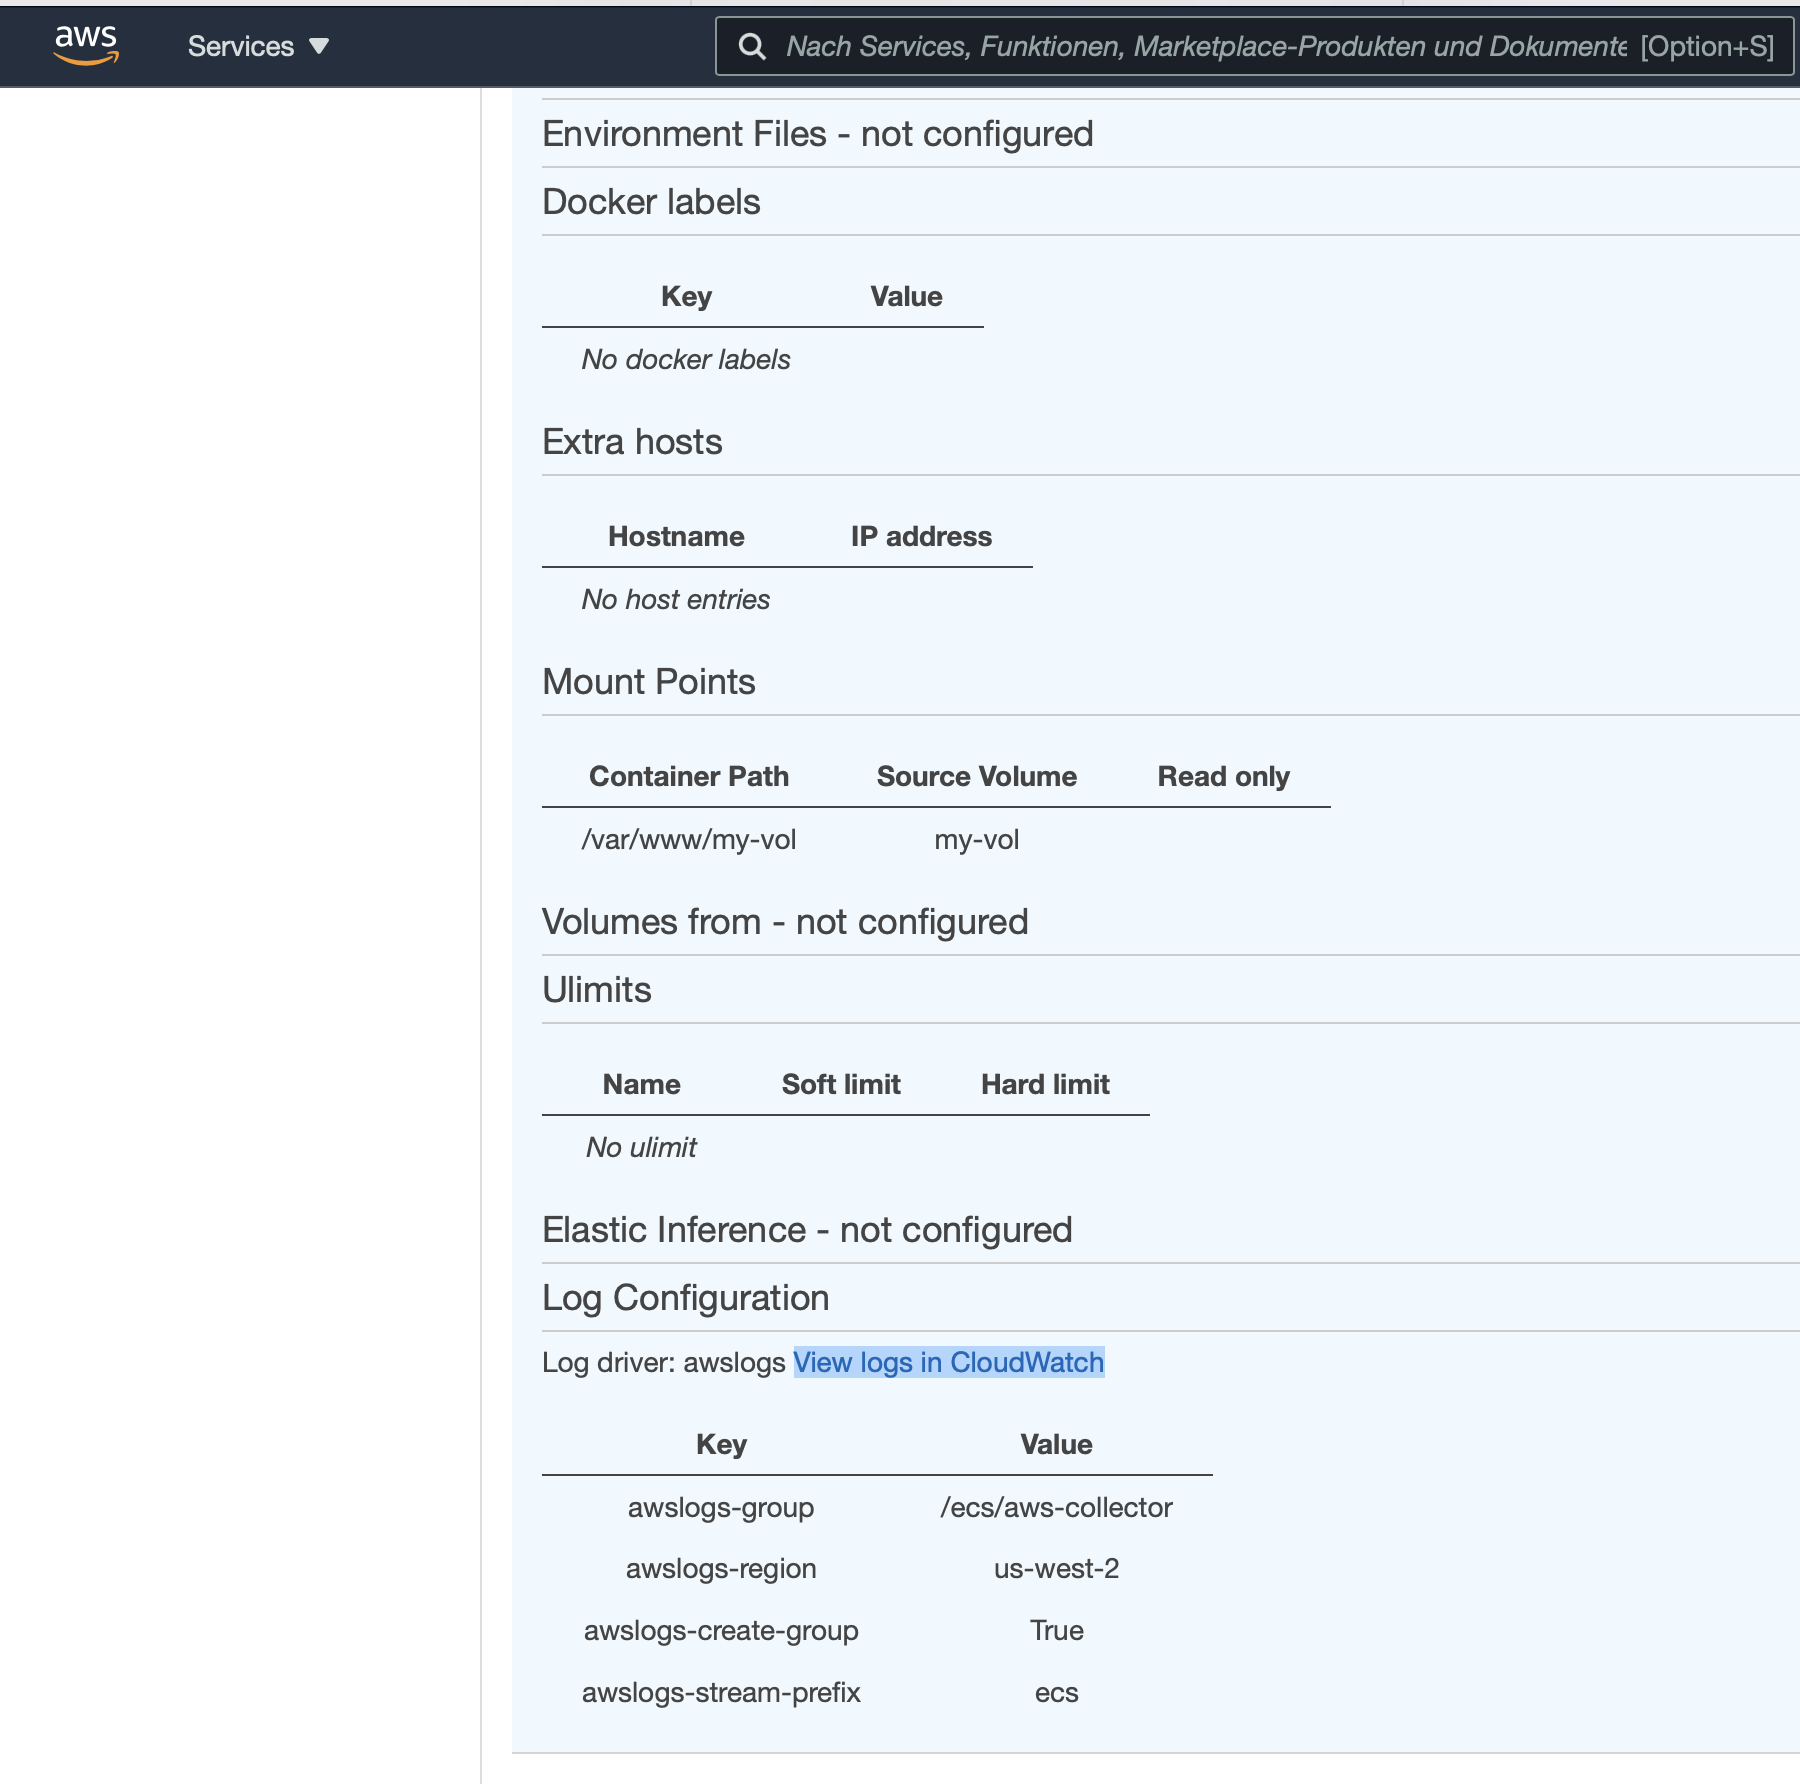 aws Services Nach Services, Funktionen, Marketplace-Produkten und Dokumente [Option+S]
Environment Files - not configured
Docker labels
Key Value
No docker labels
Extra hosts
Hostname IP address
No host entries
Mount Points
Container Path Source Volume Read only
/var/www/my-vol my-vol
Volumes from - not configured
Ulimits
Name Soft limit Hard limit
No ulimit
Elastic Inference - not configured
Log Configuration
Log driver: awslogs View logs in CloudWatch
Key Value
awslogs-group /ecs/aws-collector
awslogs-region us-west-2
awslogs-create-group True
awslogs-stream-prefix ecs